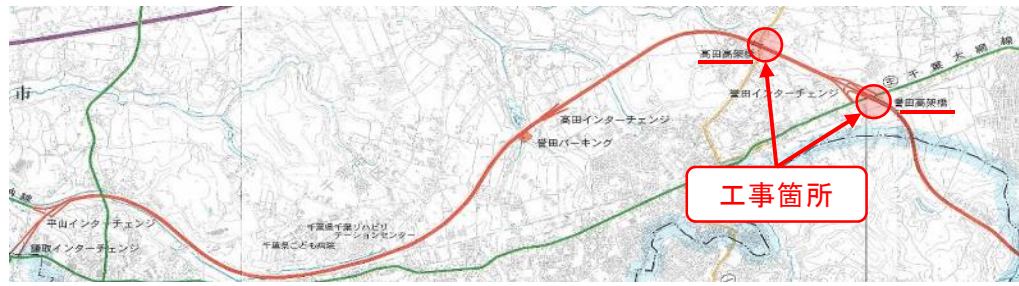 市
高田高架橋
主 千葉大網線
誉田インターチェンジ
誉田高架橋
高田インターチェンジ
誉田パーキング
工事箇所
平山インターチェンジ
鎌取インターチェンジ
千葉県千葉リハビリ
テーションセンター
千葉県こども病院